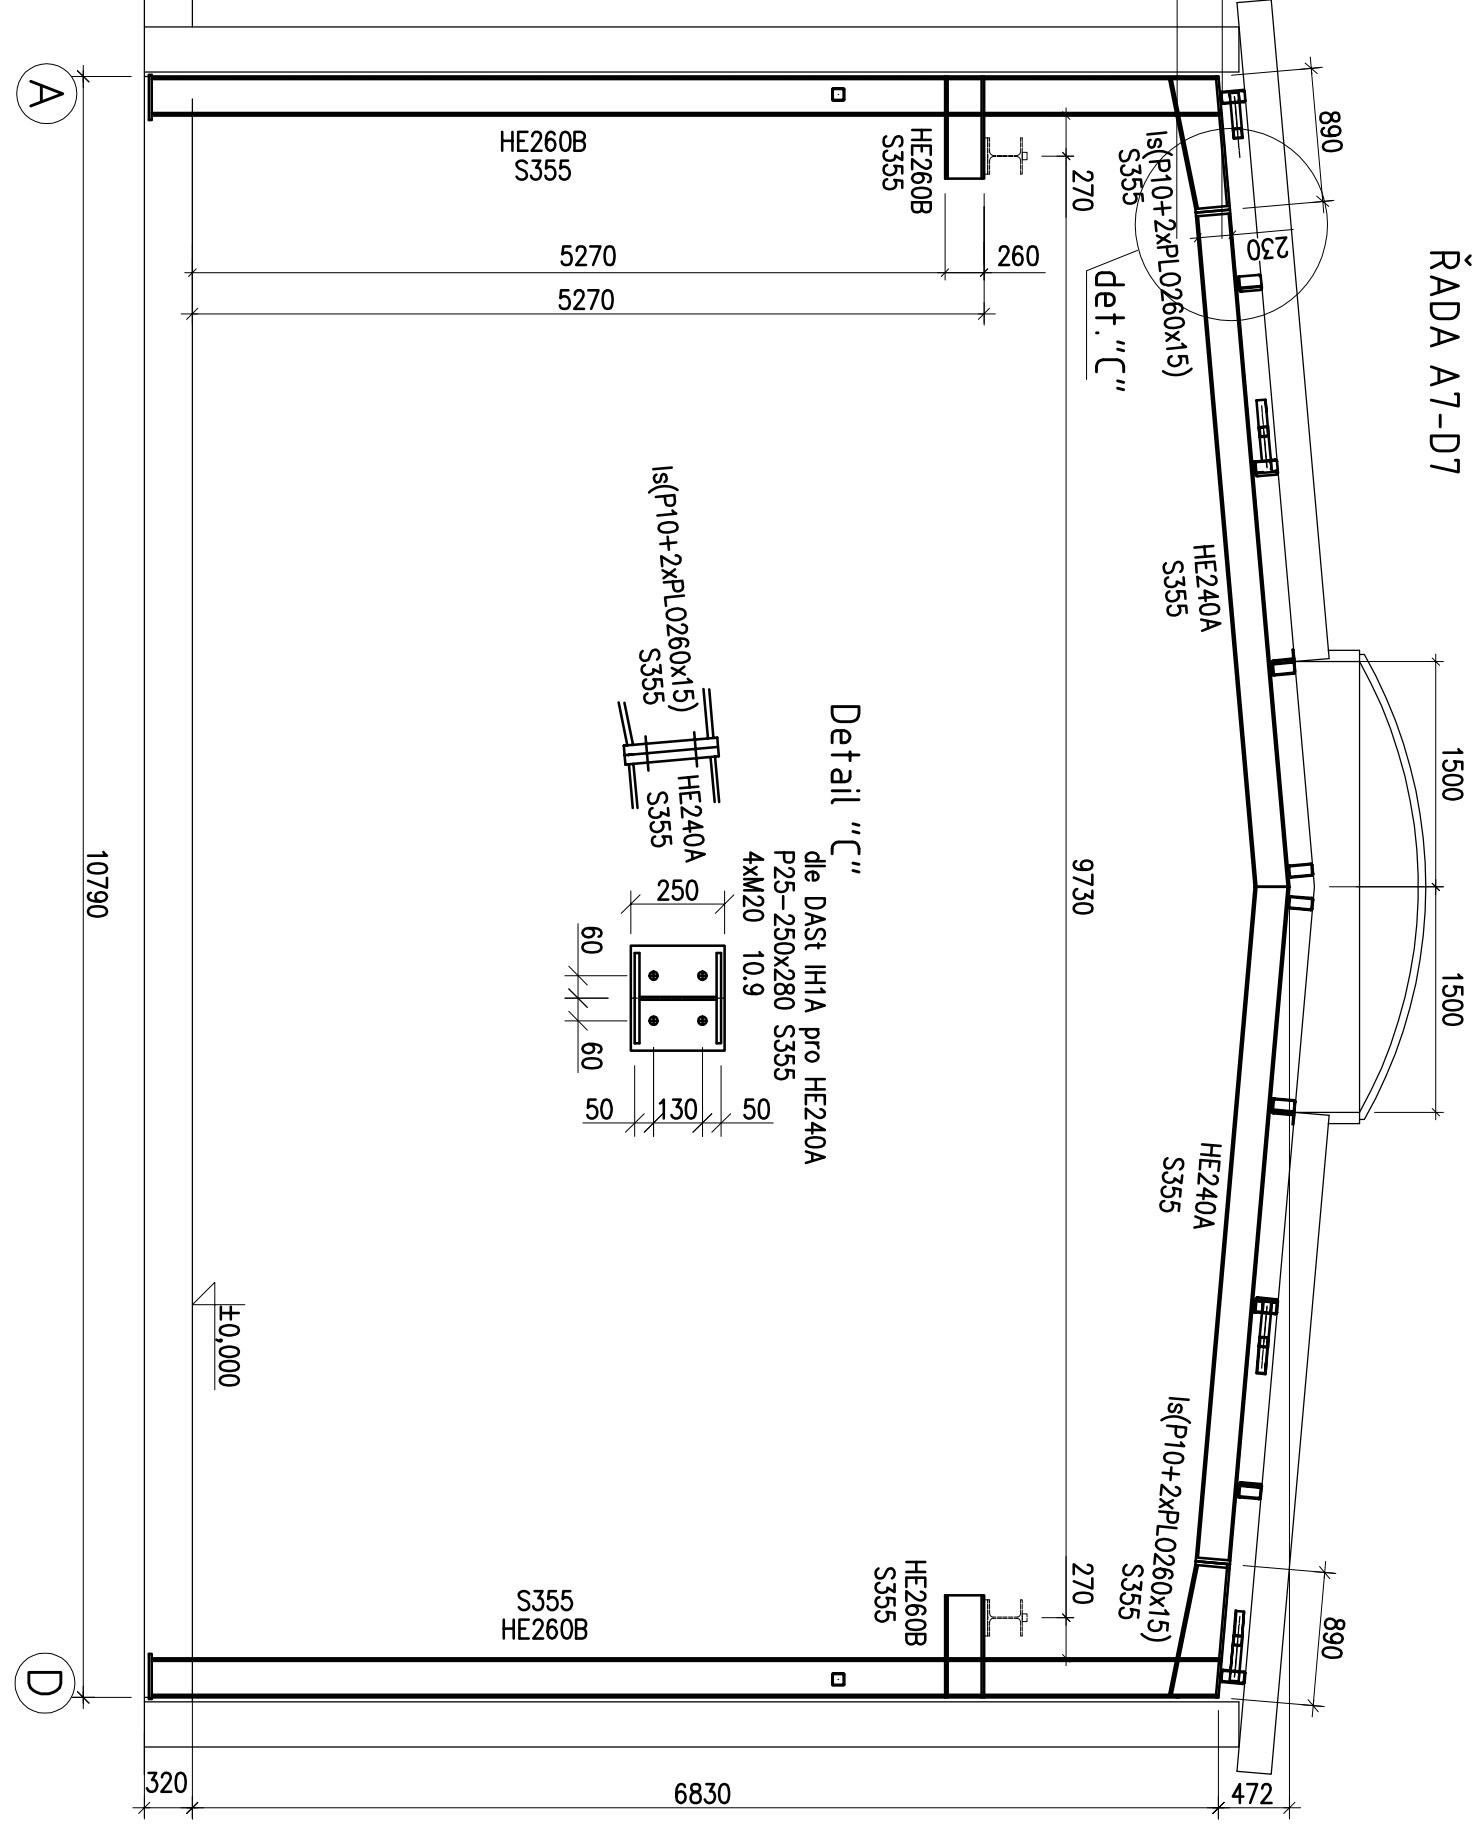 ŘADA A7-D7
1500
1500
890
890
230
Is(P10+2xPLO260x15)
S355
det. "C"
HE240A
S355
HE240A
S355
Is(P10+2xPLO260x15)
S355
270
9730
270
HE260B
S355
260
HE260B
S355
5270
5270
HE260B
S355
S355
HE260B
Detail "C"
dle DASt IH1A pro HE240A
P25-250x280 S355
4xM20 10.9
Is(P10+2xPLO260x15)
S355
HE240A
S355
250
60
60
50
130
50
±0,000
10790
A
D
320
6830
472